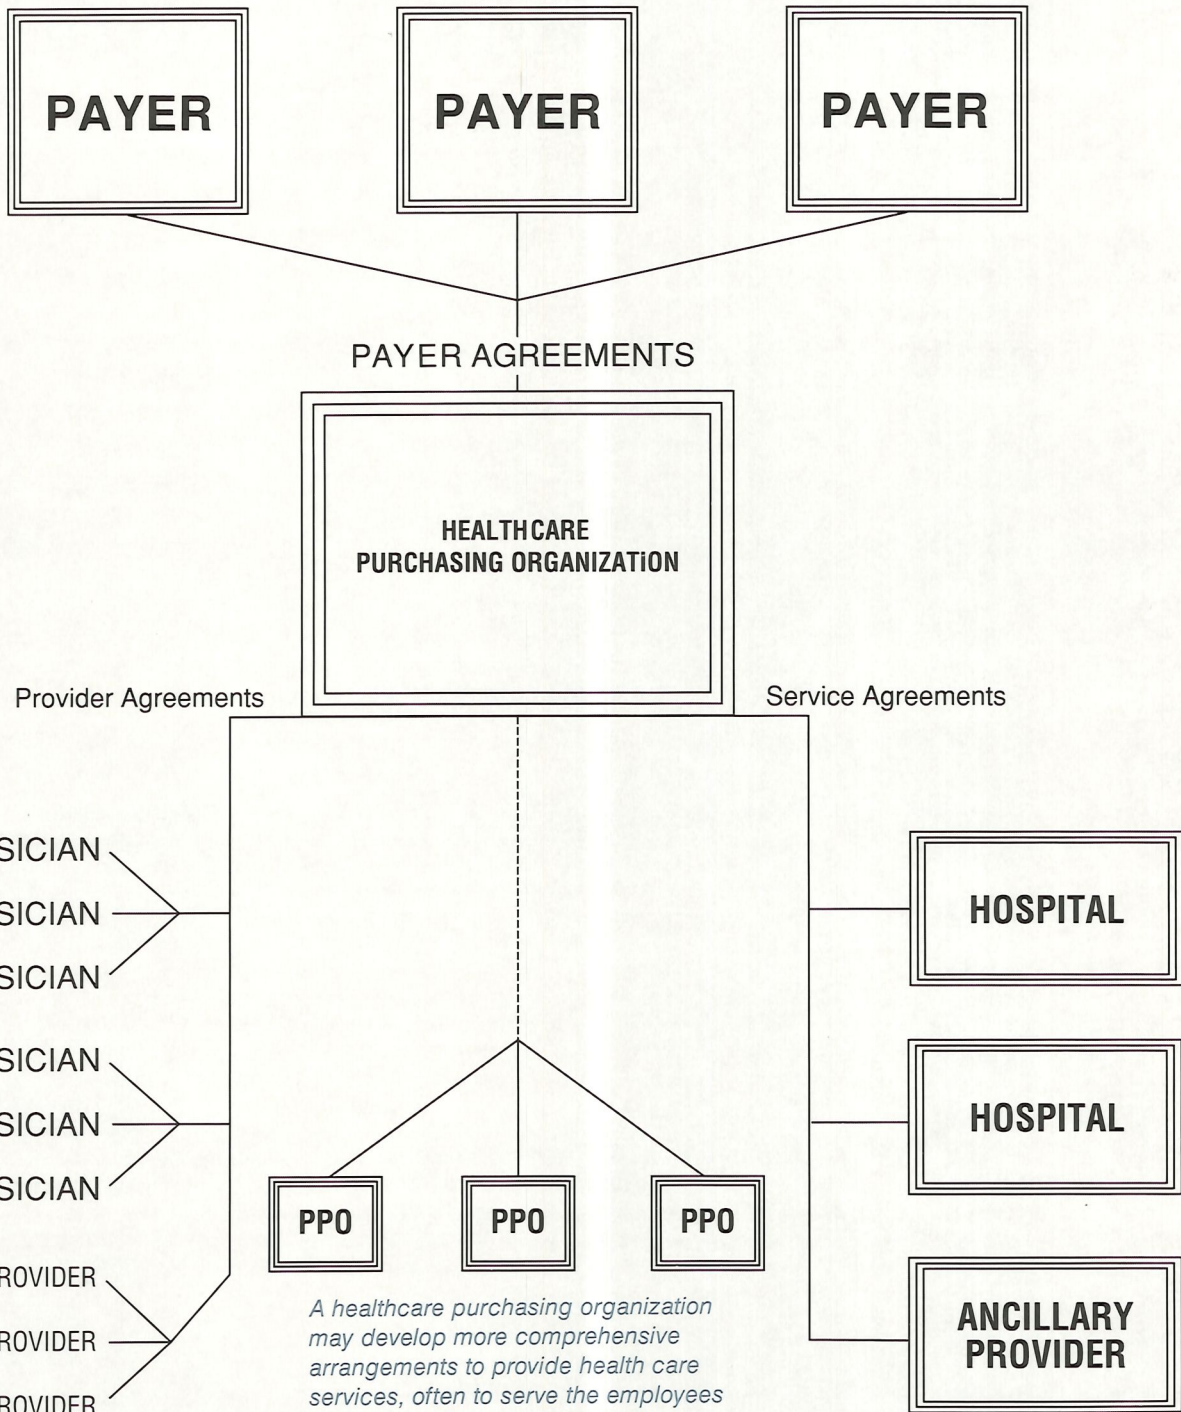 PAYER
PAYER
PAYER
PAYER AGREEMENTS
HEALTHCARE
PURCHASING ORGANIZATION
Provider Agreements
Service Agreements
SICIAN
SICIAN
SICIAN
SICIAN
SICIAN
SICIAN
ROVIDER
ROVIDER
ROVIDER
HOSPITAL
HOSPITAL
ANCILLARY
PROVIDER
PPO
PPO
PPO
A healthcare purchasing organization
may develop more comprehensive
arrangements to provide health care
services, often to serve the employees